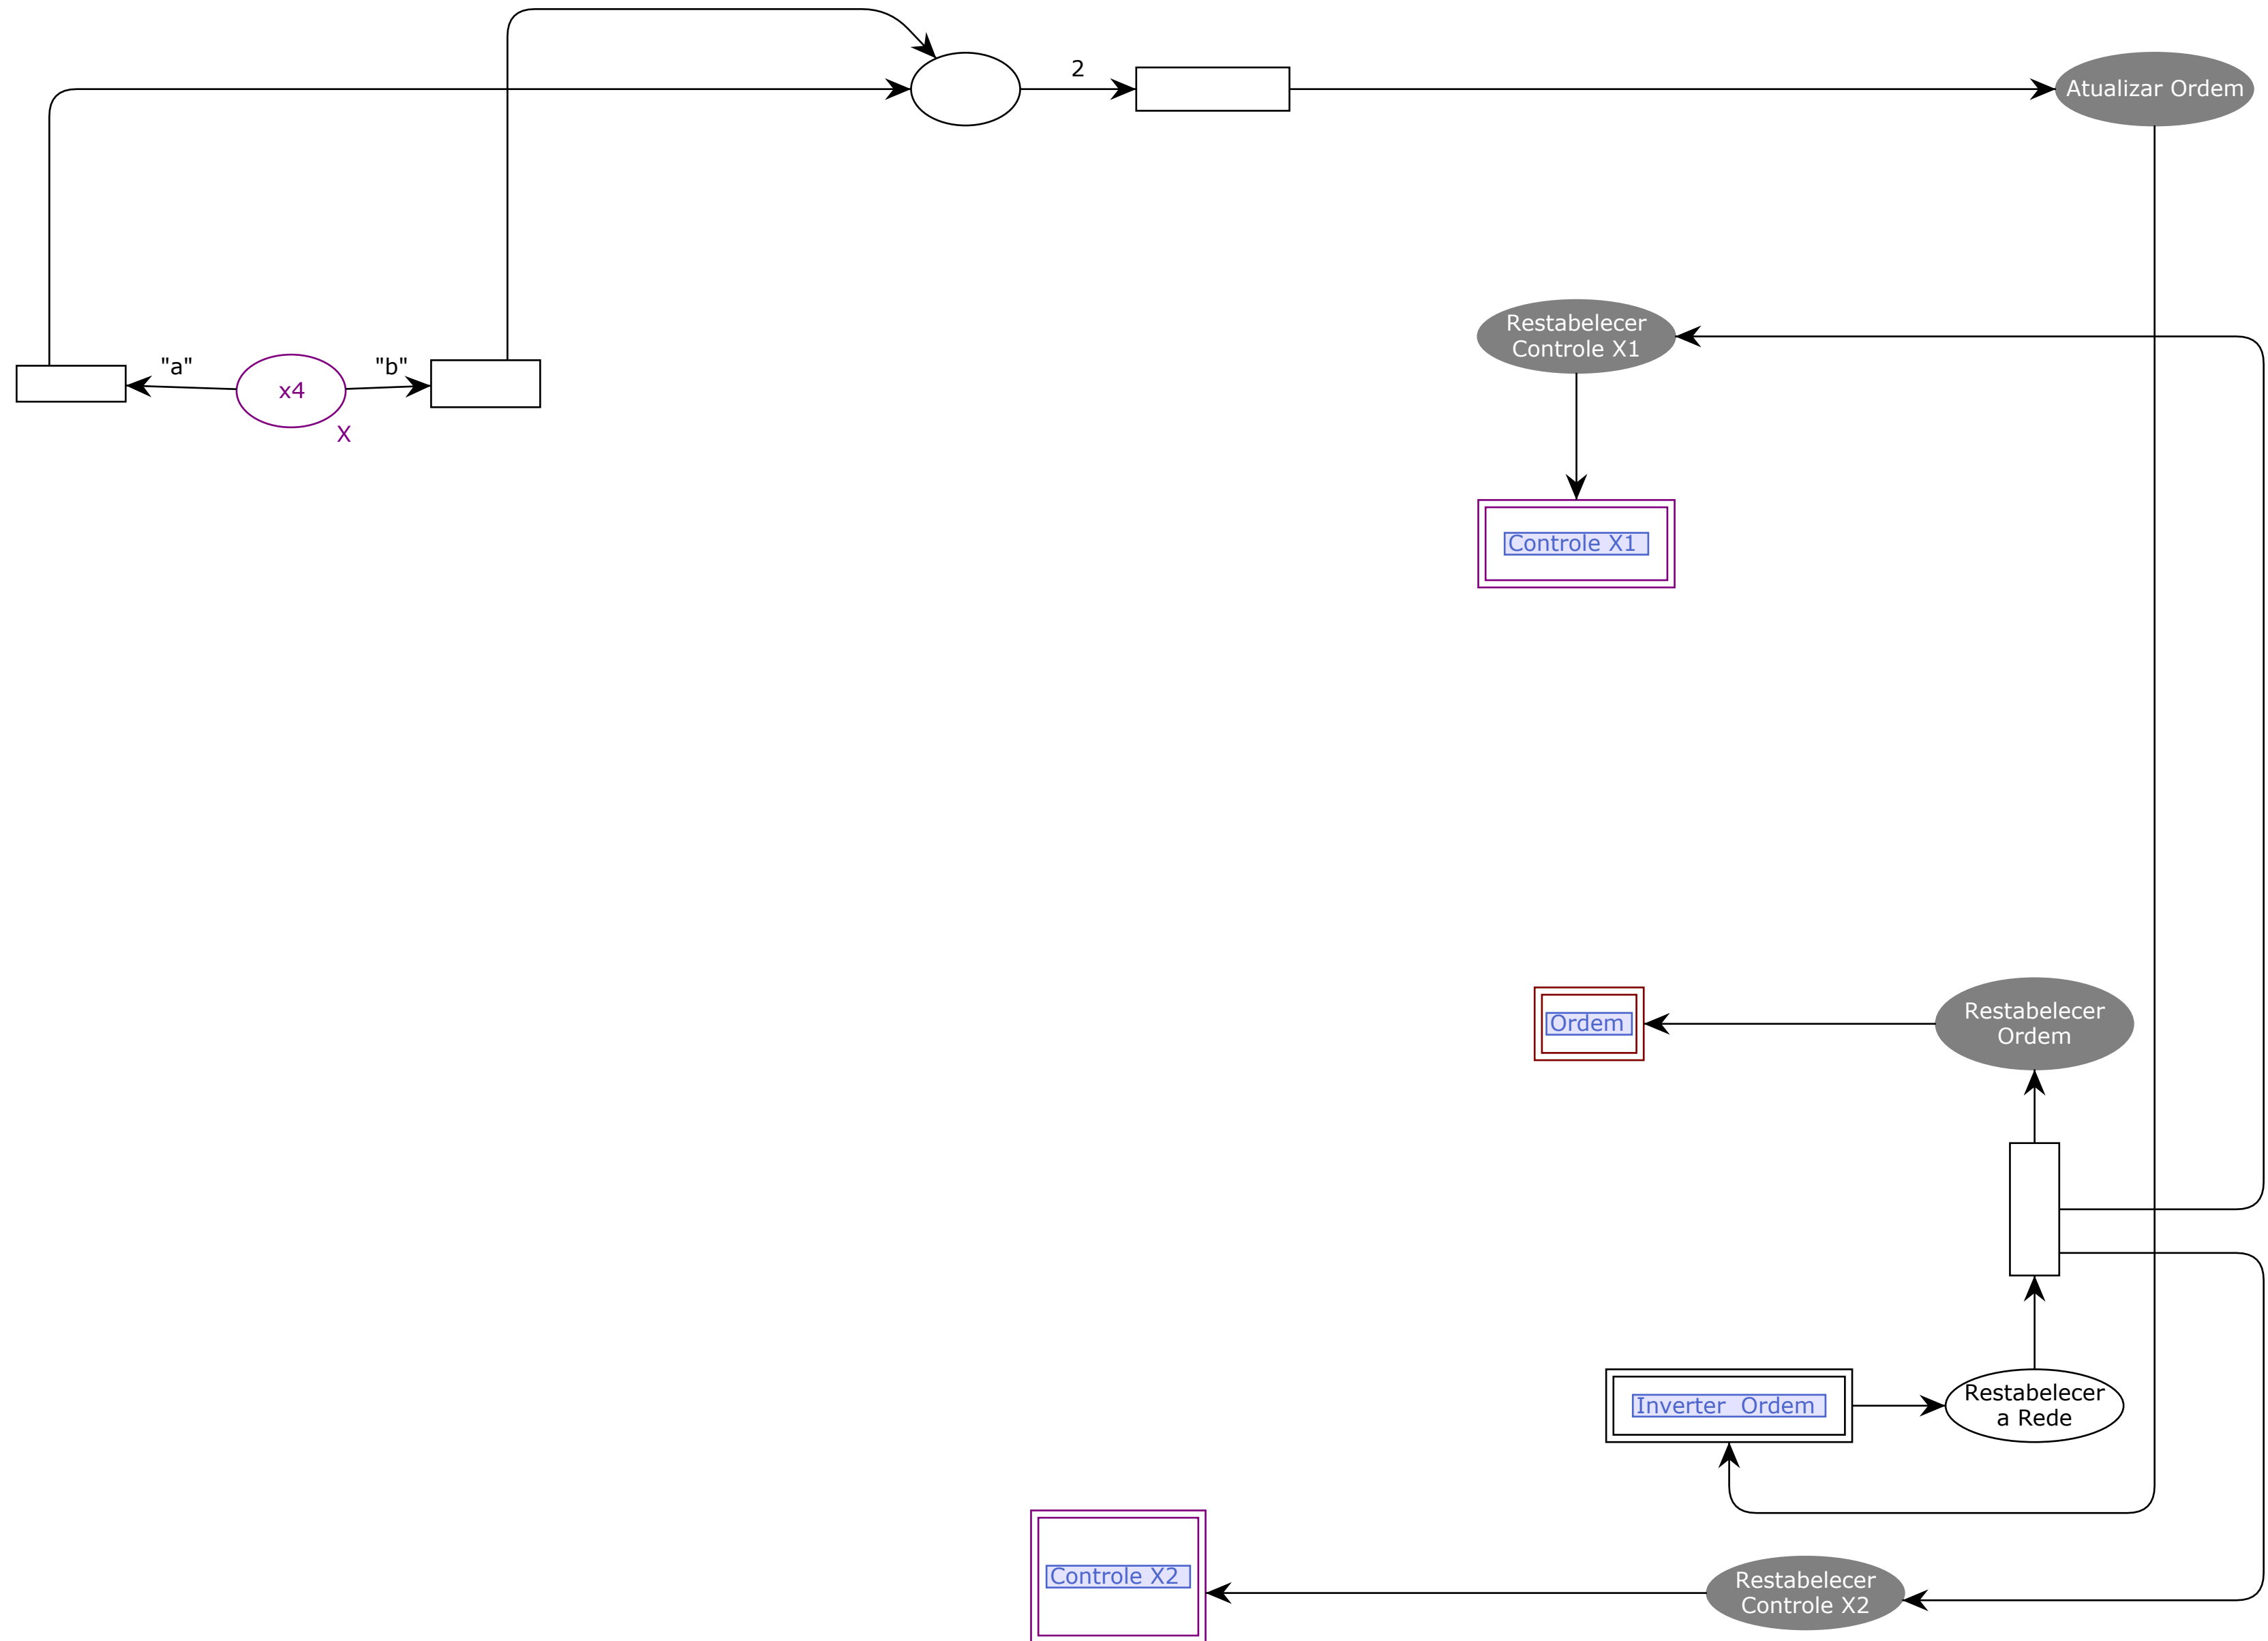 2
Atualizar Ordem
Restabelecer
Controle X1
"a"
"b"
x4
X
Controle X1
Restabelecer
Ordem
Ordem
Restabelecer
a Rede
Inverter  Ordem
Controle X2
Restabelecer
Controle X2